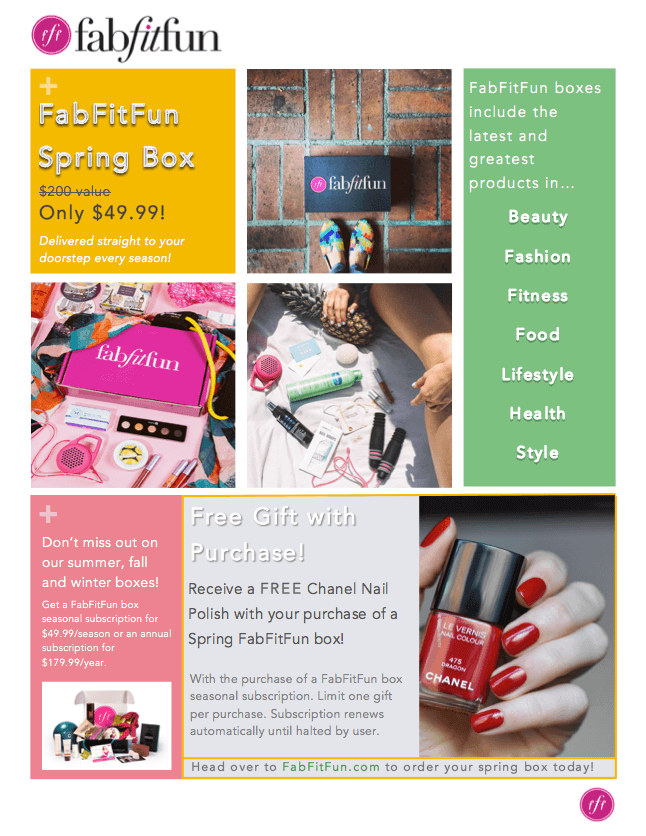 fff fabfitfun
FabFitFun
Spring Box
$200 value
Only $49.99!
Delivered straight to your
doorstep every season!
fff fabfitfun
FabFitFun boxes
include the
latest and
greatest
products in...
Beauty
Fashion
Fitness
Food
Lifestyle
Health
Style
fabfitfun
Don't miss out on
our summer, fall
and winter boxes!
Get a FabFitFun box
seasonal subscription for
$49.99/season or an annual
subscription for
$179.99/year.
Free Gift with
Purchase!
Receive a FREE Chanel Nail
Polish with your purchase of a
Spring FabFitFun box!
With the purchase of a FabFitFun box
seasonal subscription. Limit one gift
per purchase. Subscription renews
automatically until halted by user.
LE VERNIS
NAIL COLOUR
475
DRAGON
CHANEL
Head over to FabFitFun.com to order your spring box today!
fff